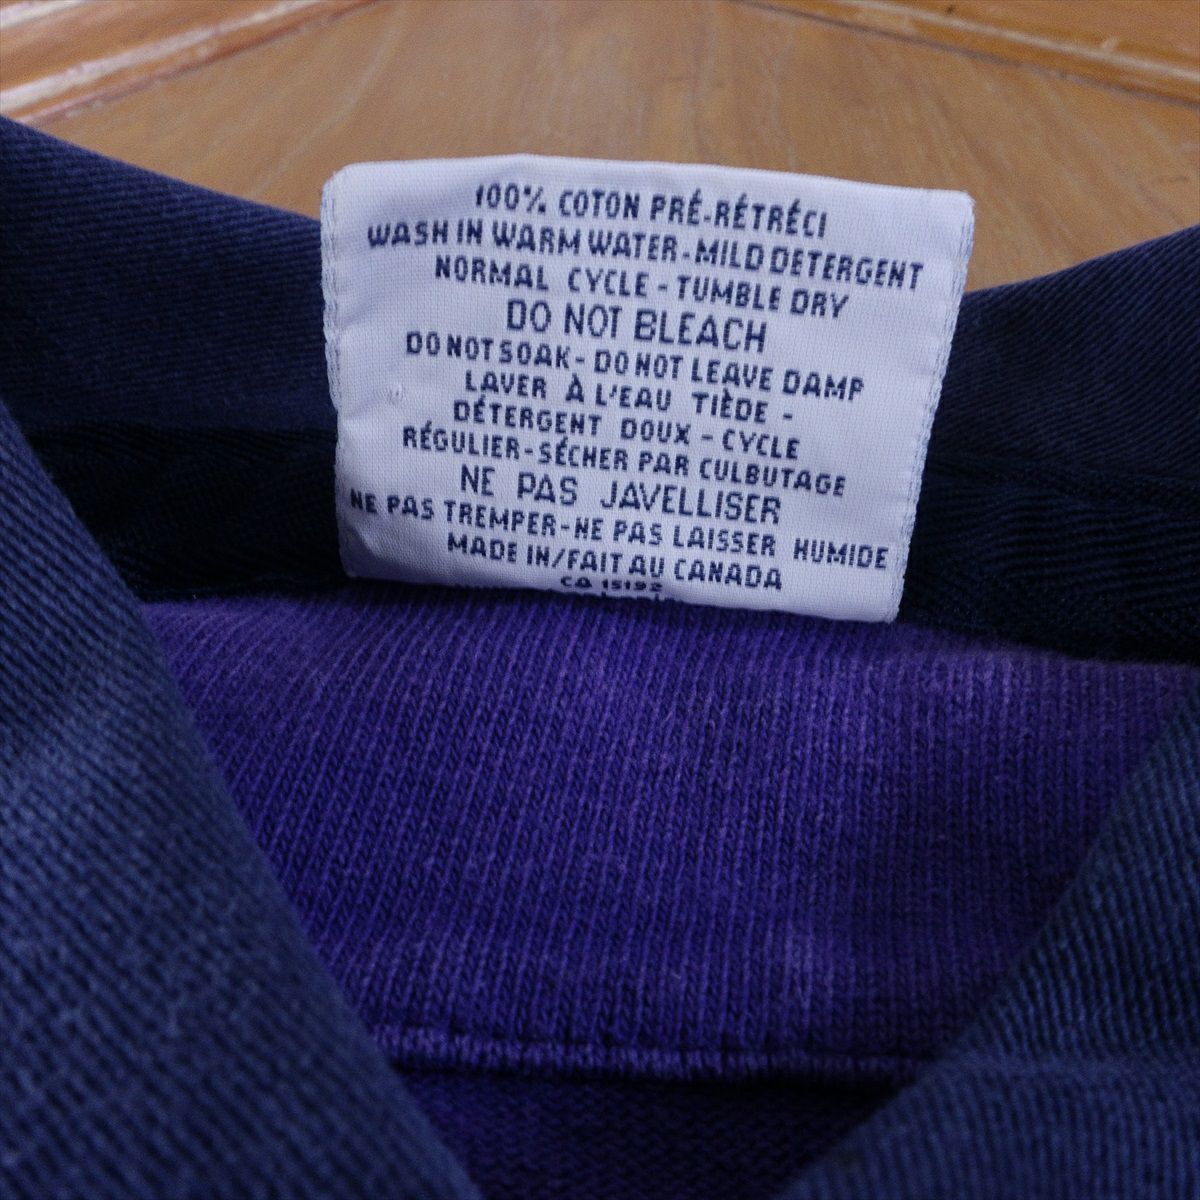 100% COTON PRÉ-RÉTRÉCI
WASH IN WARM WATER-MILD DETERGENT
NORMAL CYCLE - TUMBLE DRY
DO NOT BLEACH
DO NOT SOAK- DO NOT LEAVE DAMP
LAVER À L'EAU TIÈDE -
DÉTERGENT DOUX - CYCLE
RÉGULIER-SÉCHER PAR CULBUTAGE
NE PAS JAVELLISER
NE PAS TREMPER-NE PAS LAISSER HUMIDE
MADE IN/FAIT AU CANADA
CA 15192